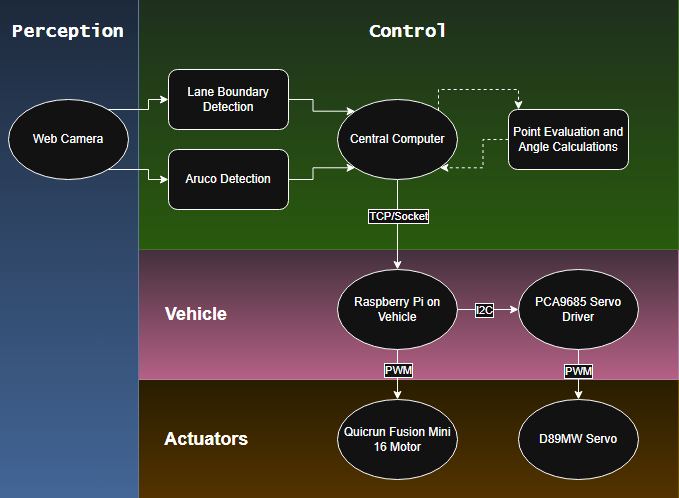 Perception
Control
Web Camera
Lane Boundary
Detection
Aruco Detection
Central Computer
Point Evaluation and
Angle Calculations
TCP/Socket
Vehicle
Raspberry Pi on
Vehicle
I2C
PCA9685 Servo
Driver
PWM
PWM
Actuators
Quicrun Fusion Mini
16 Motor
D89MW Servo